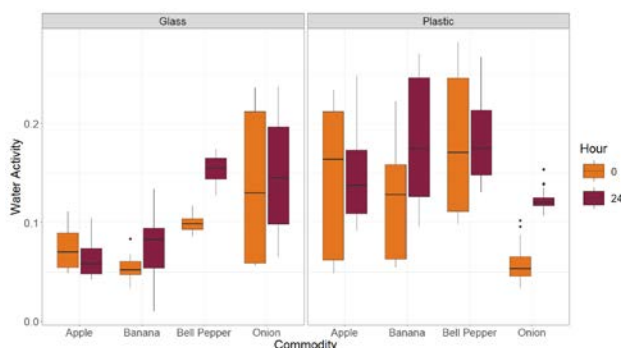 Glass
Plastic
Water Activity
0.2
0.1
0.0
Apple Banana Bell Pepper Onion
Apple Banana Bell Pepper Onion
Commodity
Hour
0
24